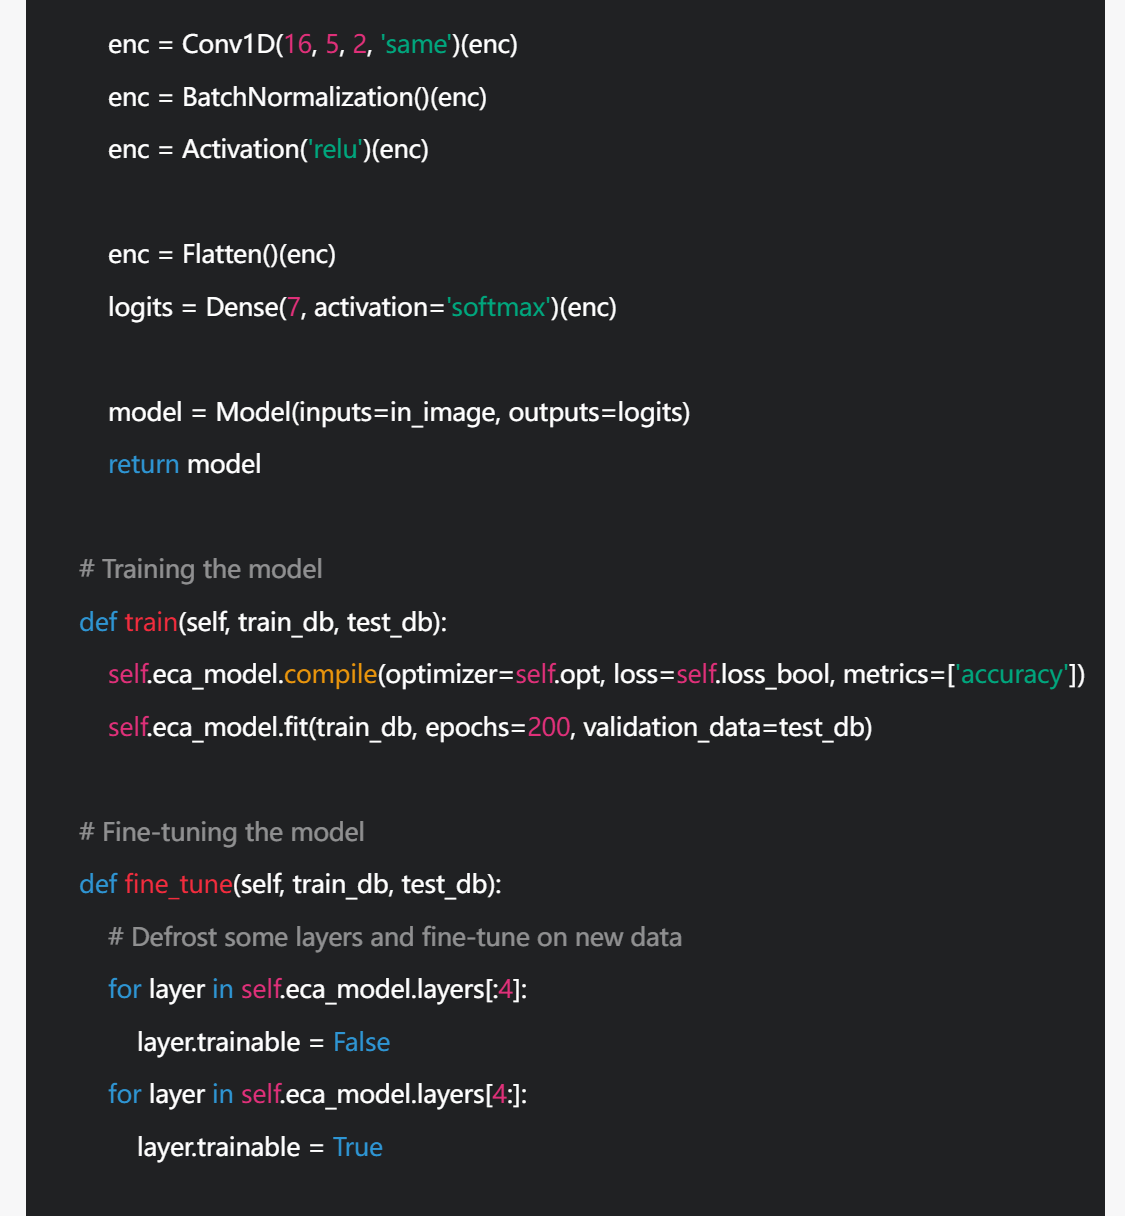 enc = Conv1D(16, 5, 2, 'same')(enc)
enc = BatchNormalization()(enc)
enc = Activation('relu')(enc)
enc = Flatten()(enc)
logits = Dense(7, activation='softmax')(enc)
model = Model(inputs=in_image, outputs=logits)
return model
# Training the model
def train(self, train_db, test_db):
self.eca_model.compile(optimizer=self.opt, loss=self.loss_bool, metrics=['accuracy'])
self.eca_model.fit(train_db, epochs=200, validation_data=test_db)
# Fine-tuning the model
def fine_tune(self, train_db, test_db):
# Defrost some layers and fine-tune on new data
for layer in self.eca_model.layers[:4]:
layer.trainable = False
for layer in self.eca_model.layers[4:]:
layer.trainable = True